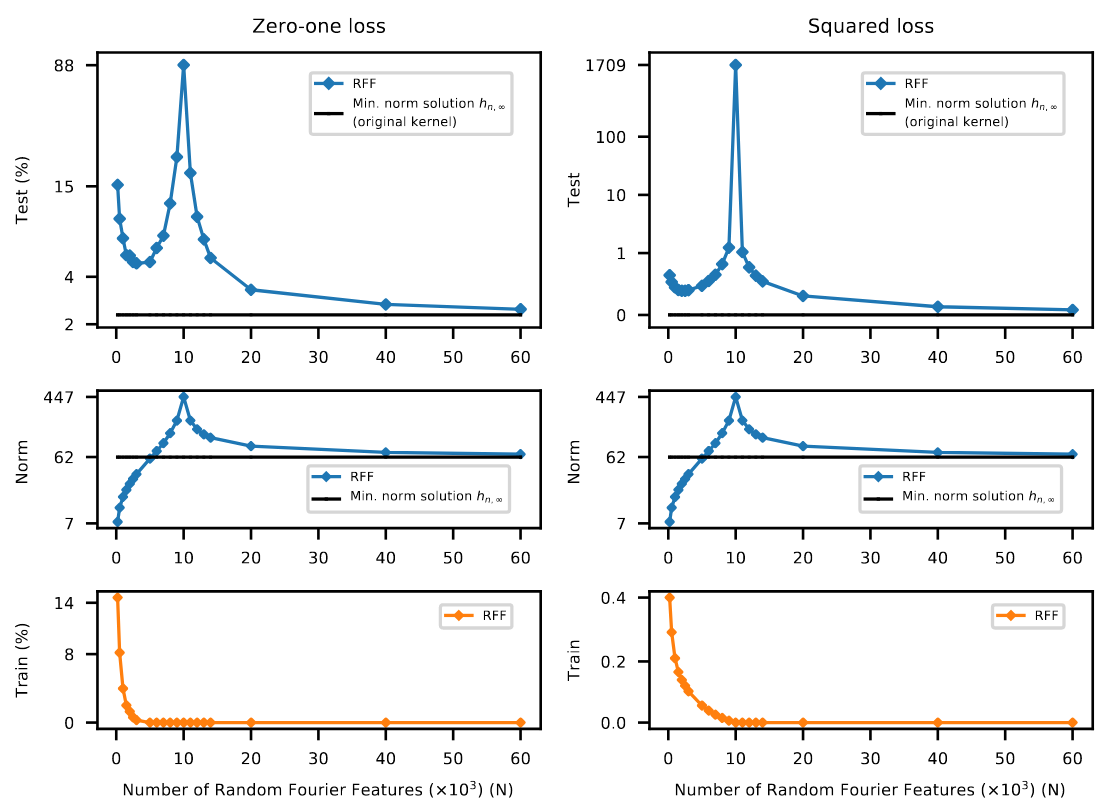 Zero-one loss
88
15
4
2
Test (%)
RFF
Min. norm solution h_{n,∞}
(original kernel)
0 10 20 30 40 50 60
447
62
7
Norm
RFF
Min. norm solution h_{n,∞}
0 10 20 30 40 50 60
14
8
0
Train (%)
RFF
0 10 20 30 40 50 60
Number of Random Fourier Features (×10³) (N)
Squared loss
1709
100
10
1
0
Test
RFF
Min. norm solution h_{n,∞}
(original kernel)
0 10 20 30 40 50 60
447
62
7
Norm
RFF
Min. norm solution h_{n,∞}
0 10 20 30 40 50 60
0.4
0.2
0.0
Train
RFF
0 10 20 30 40 50 60
Number of Random Fourier Features (×10³) (N)